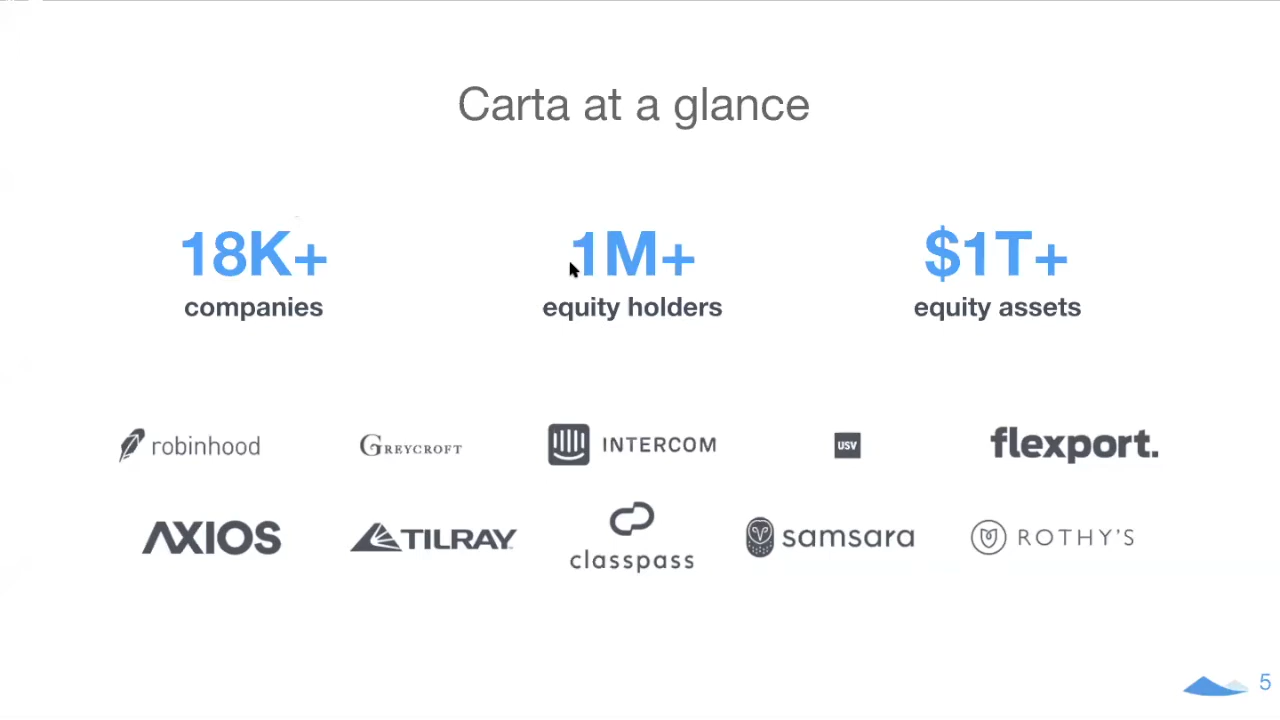 Carta at a glance
18K+
companies
1M+
equity holders
$1T+
equity assets
robinhood
GREYCROFT
INTERCOM
USV
flexport.
AXIOS
TILRAY
classpass
samsara
ROTHY'S
5